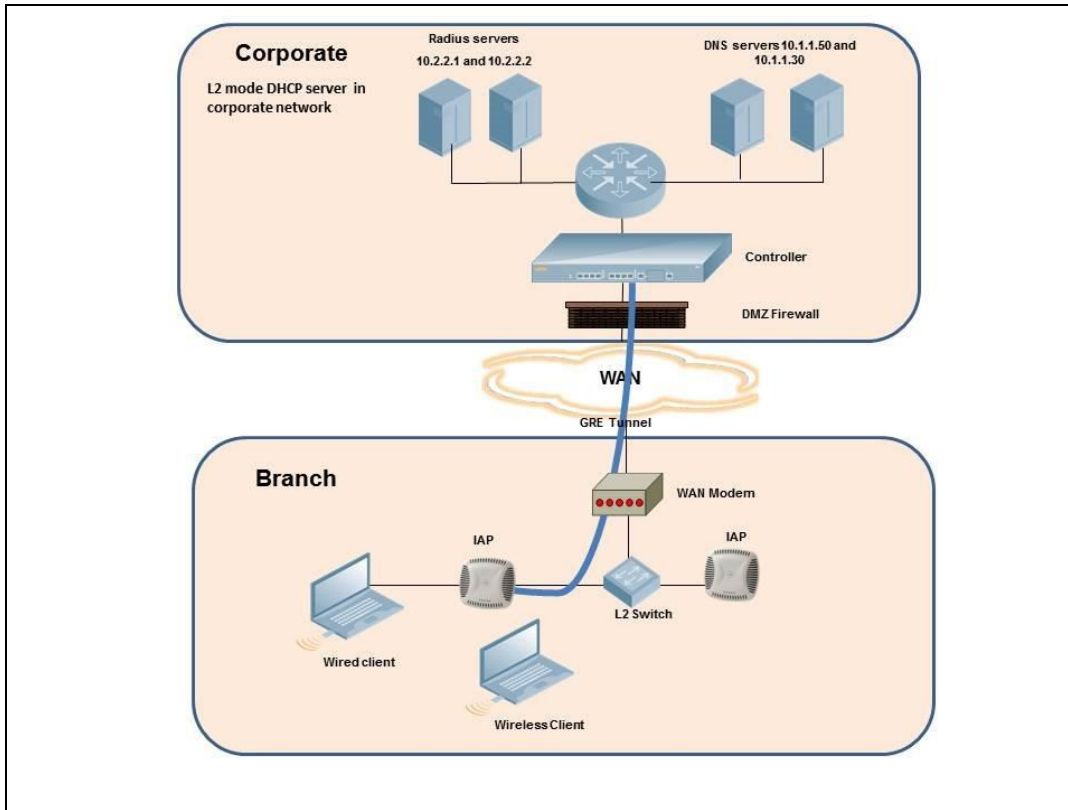 Corporate
L2 mode DHCP server in
corporate network
Radius servers
10.2.2.1 and 10.2.2.2
DNS servers 10.1.1.50 and
10.1.1.30
Controller
DMZ Firewall
WAN
GRE Tunnel
Branch
WAN Modem
IAP
IAP
L2 Switch
Wired client
Wireless Client